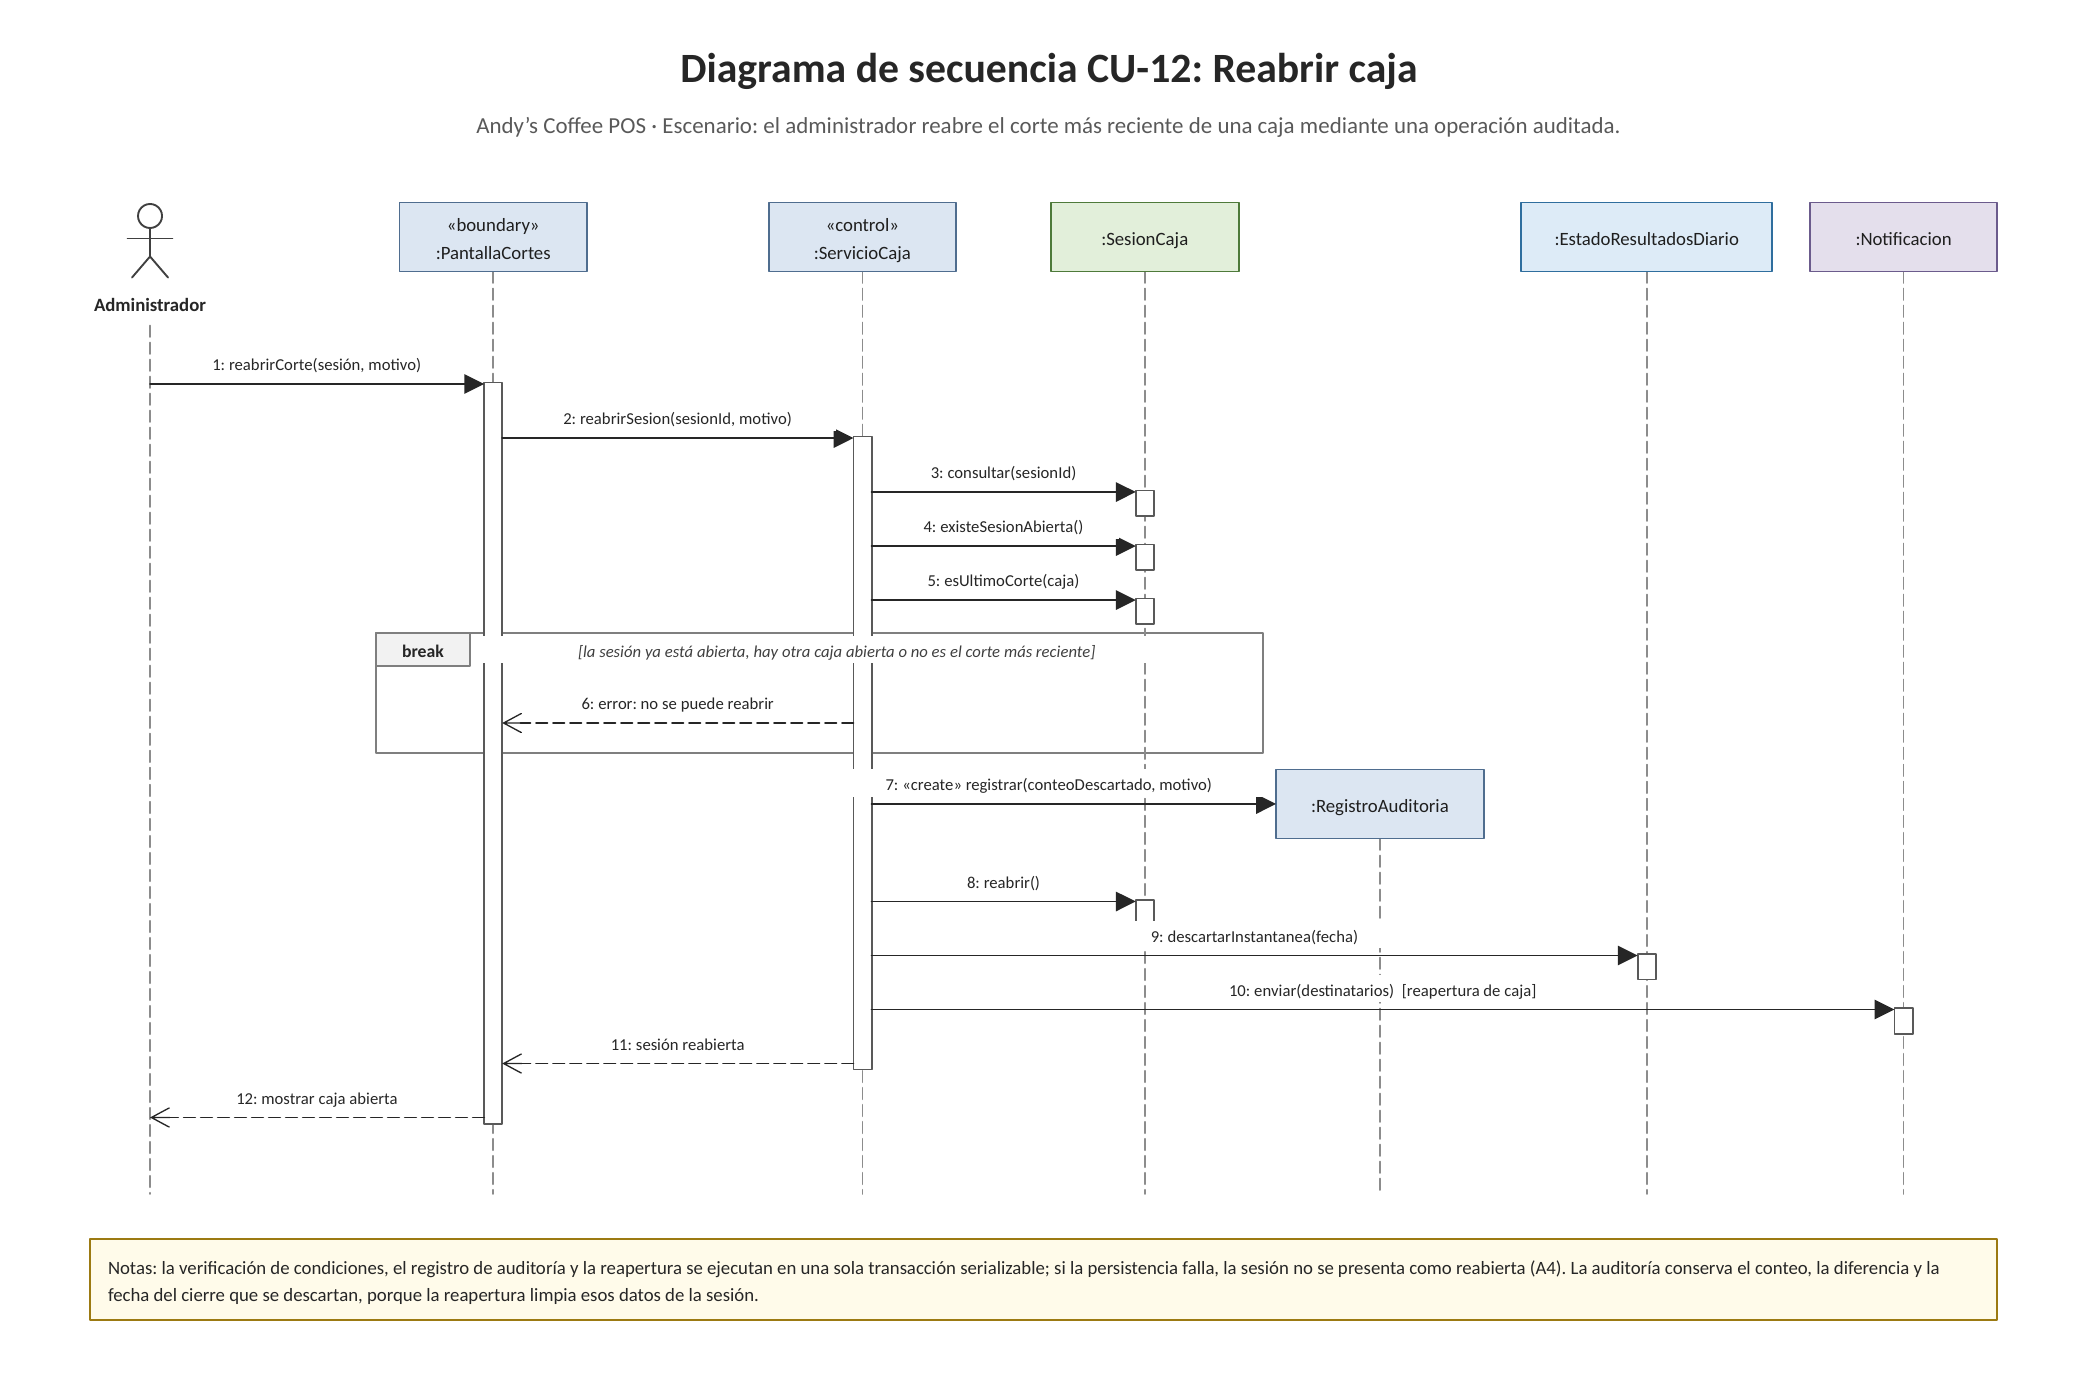 Diagrama de secuencia CU-12: Reabrir caja
Andy’s Coffee POS · Escenario: el administrador reabre el corte más reciente de una caja mediante una operación auditada.
Administrador
«boundary»
:PantallaCortes
«control»
:ServicioCaja
:SesionCaja
:EstadoResultadosDiario
:Notificacion
1: reabrirCorte(sesión, motivo)
2: reabrirSesion(sesionId, motivo)
3: consultar(sesionId)
4: existeSesionAbierta()
5: esUltimoCorte(caja)
break
[la sesión ya está abierta, hay otra caja abierta o no es el corte más reciente]
6: error: no se puede reabrir
7: «create» registrar(conteoDescartado, motivo)
:RegistroAuditoria
8: reabrir()
9: descartarInstantanea(fecha)
10: enviar(destinatarios) [reapertura de caja]
11: sesión reabierta
12: mostrar caja abierta
Notas: la verificación de condiciones, el registro de auditoría y la reapertura se ejecutan en una sola transacción serializable; si la persistencia falla, la sesión no se presenta como reabierta (A4). La auditoría conserva el conteo, la diferencia y la
fecha del cierre que se descartan, porque la reapertura limpia esos datos de la sesión.